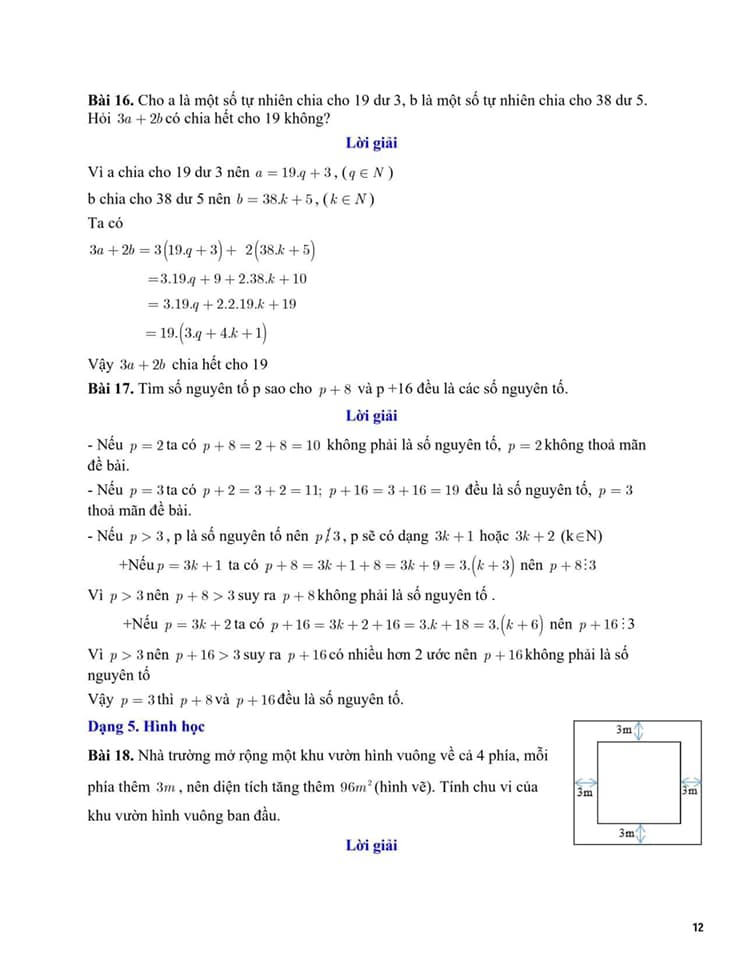 Bài 16. Cho a là một số tự nhiên chia cho 19 dư 3, b là một số tự nhiên chia cho 38 dư 5.
Hỏi 3a + 2b có chia hết cho 19 không?
Lời giải
Vì a chia cho 19 dư 3 nên a = 19.q + 3, (q ∈ N)
b chia cho 38 dư 5 nên b = 38.k + 5, (k ∈ N)
Ta có
3a + 2b = 3(19.q + 3) + 2(38.k + 5)
=3.19.q + 9 + 2.38.k + 10
= 3.19.q + 2.2.19.k + 19
= 19.(3.q + 4.k + 1)
Vậy 3a + 2b chia hết cho 19
Bài 17. Tìm số nguyên tố p sao cho p + 8 và p +16 đều là các số nguyên tố.
Lời giải
- Nếu p = 2 ta có p + 8 = 2 + 8 = 10 không phải là số nguyên tố, p = 2 không thoả mãn
đề bài.
- Nếu p = 3 ta có p + 2 = 3 + 2 = 11; p + 16 = 3 + 16 = 19 đều là số nguyên tố, p = 3
thoả mãn đề bài.
- Nếu p > 3, p là số nguyên tố nên p⋮̸3, p sẽ có dạng 3k + 1 hoặc 3k + 2 (k∈N)
+Nếu p = 3k + 1 ta có p + 8 = 3k + 1 + 8 = 3k + 9 = 3.(k + 3) nên p + 8⋮3
Vì p > 3 nên p + 8 > 3 suy ra p + 8 không phải là số nguyên tố .
+Nếu p = 3k + 2 ta có p + 16 = 3k + 2 + 16 = 3.k + 18 = 3.(k + 6) nên p + 16⋮3
Vì p > 3 nên p + 16 > 3 suy ra p + 16 có nhiều hơn 2 ước nên p + 16 không phải là số
nguyên tố
Vậy p = 3 thì p + 8 và p + 16 đều là số nguyên tố.
Dạng 5. Hình học
Bài 18. Nhà trường mở rộng một khu vườn hình vuông về cả 4 phía, mỗi
phía thêm 3m, nên diện tích tăng thêm 96m² (hình vẽ). Tính chu vi của
khu vườn hình vuông ban đầu.
3m
3m
3m
3m
Lời giải
12